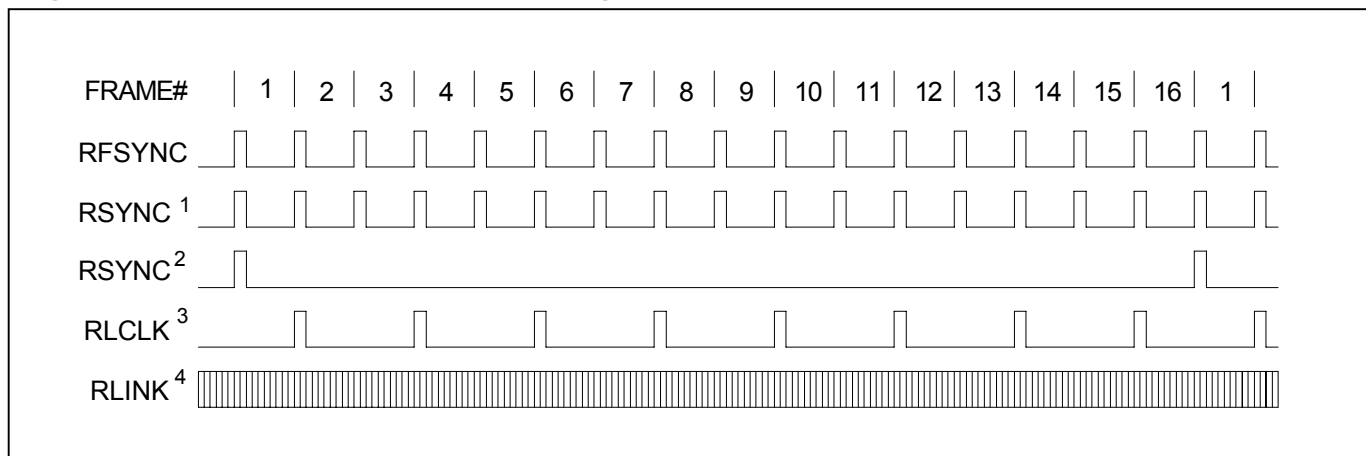 FRAME# 1 2 3 4 5 6 7 8 9 10 11 12 13 14 15 16 1
RFSYNC
RSYNC 1
RSYNC 2
RLCLK 3
RLINK 4